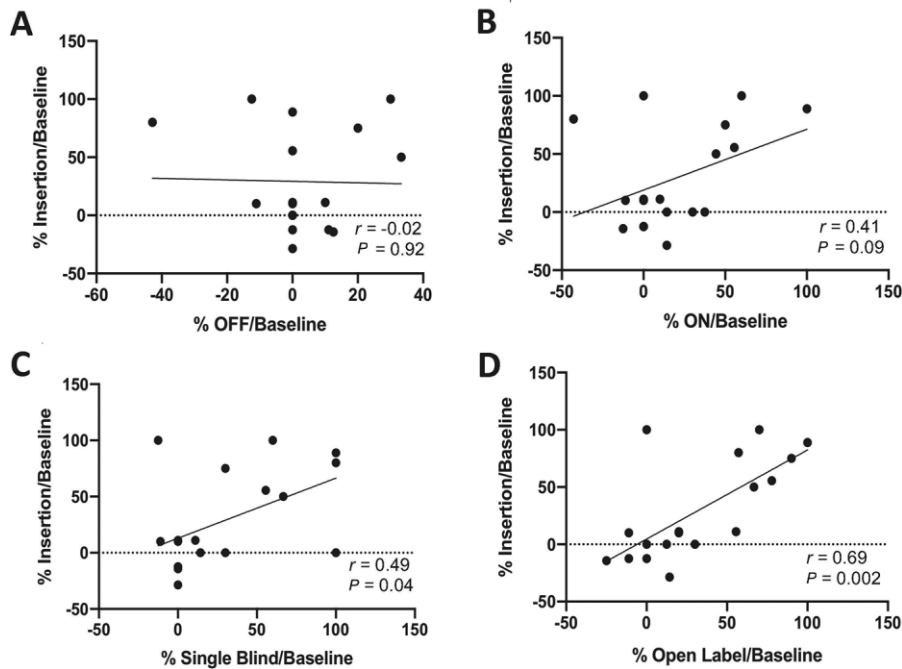 A
150
100
50
0
-50
% Insertion/Baseline
-60
-40
-20
0
20
40
% OFF/Baseline
r = -0.02
P = 0.92
B
150
100
50
0
-50
% Insertion/Baseline
-50
0
50
100
150
% ON/Baseline
r = 0.41
P = 0.09
C
150
100
50
0
-50
% Insertion/Baseline
-50
0
50
100
150
% Single Blind/Baseline
r = 0.49
P = 0.04
D
150
100
50
0
-50
% Insertion/Baseline
-50
0
50
100
150
% Open Label/Baseline
r = 0.69
P = 0.002